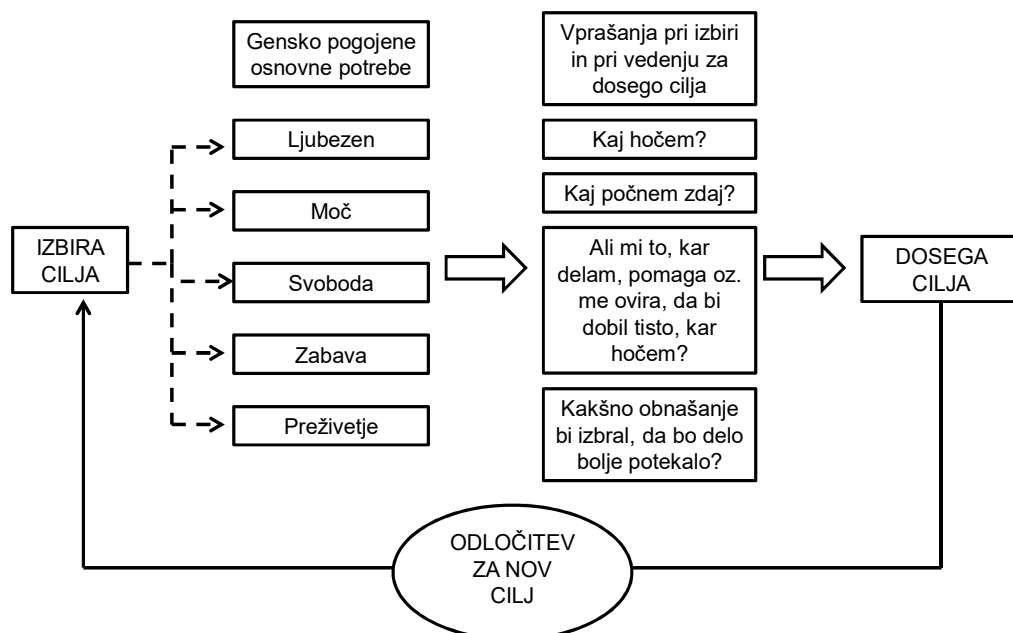 Gensko pogojene
osnovne potrebe
Vprašanja pri izbiri
in pri vedenju za
dosego cilja
IZBIRA
CILJA
Ljubezen
Moč
Svoboda
Zabava
Preživetje
Kaj hočem?
Kaj počnem zdaj?
Ali mi to, kar
delam, pomaga oz.
me ovira, da bi
dobil tisto, kar
hočem?
Kakšno obnašanje
bi izbral, da bo delo
bolje potekalo?
DOSEGA
CILJA
ODLOČITEV
ZA NOV
CILJ